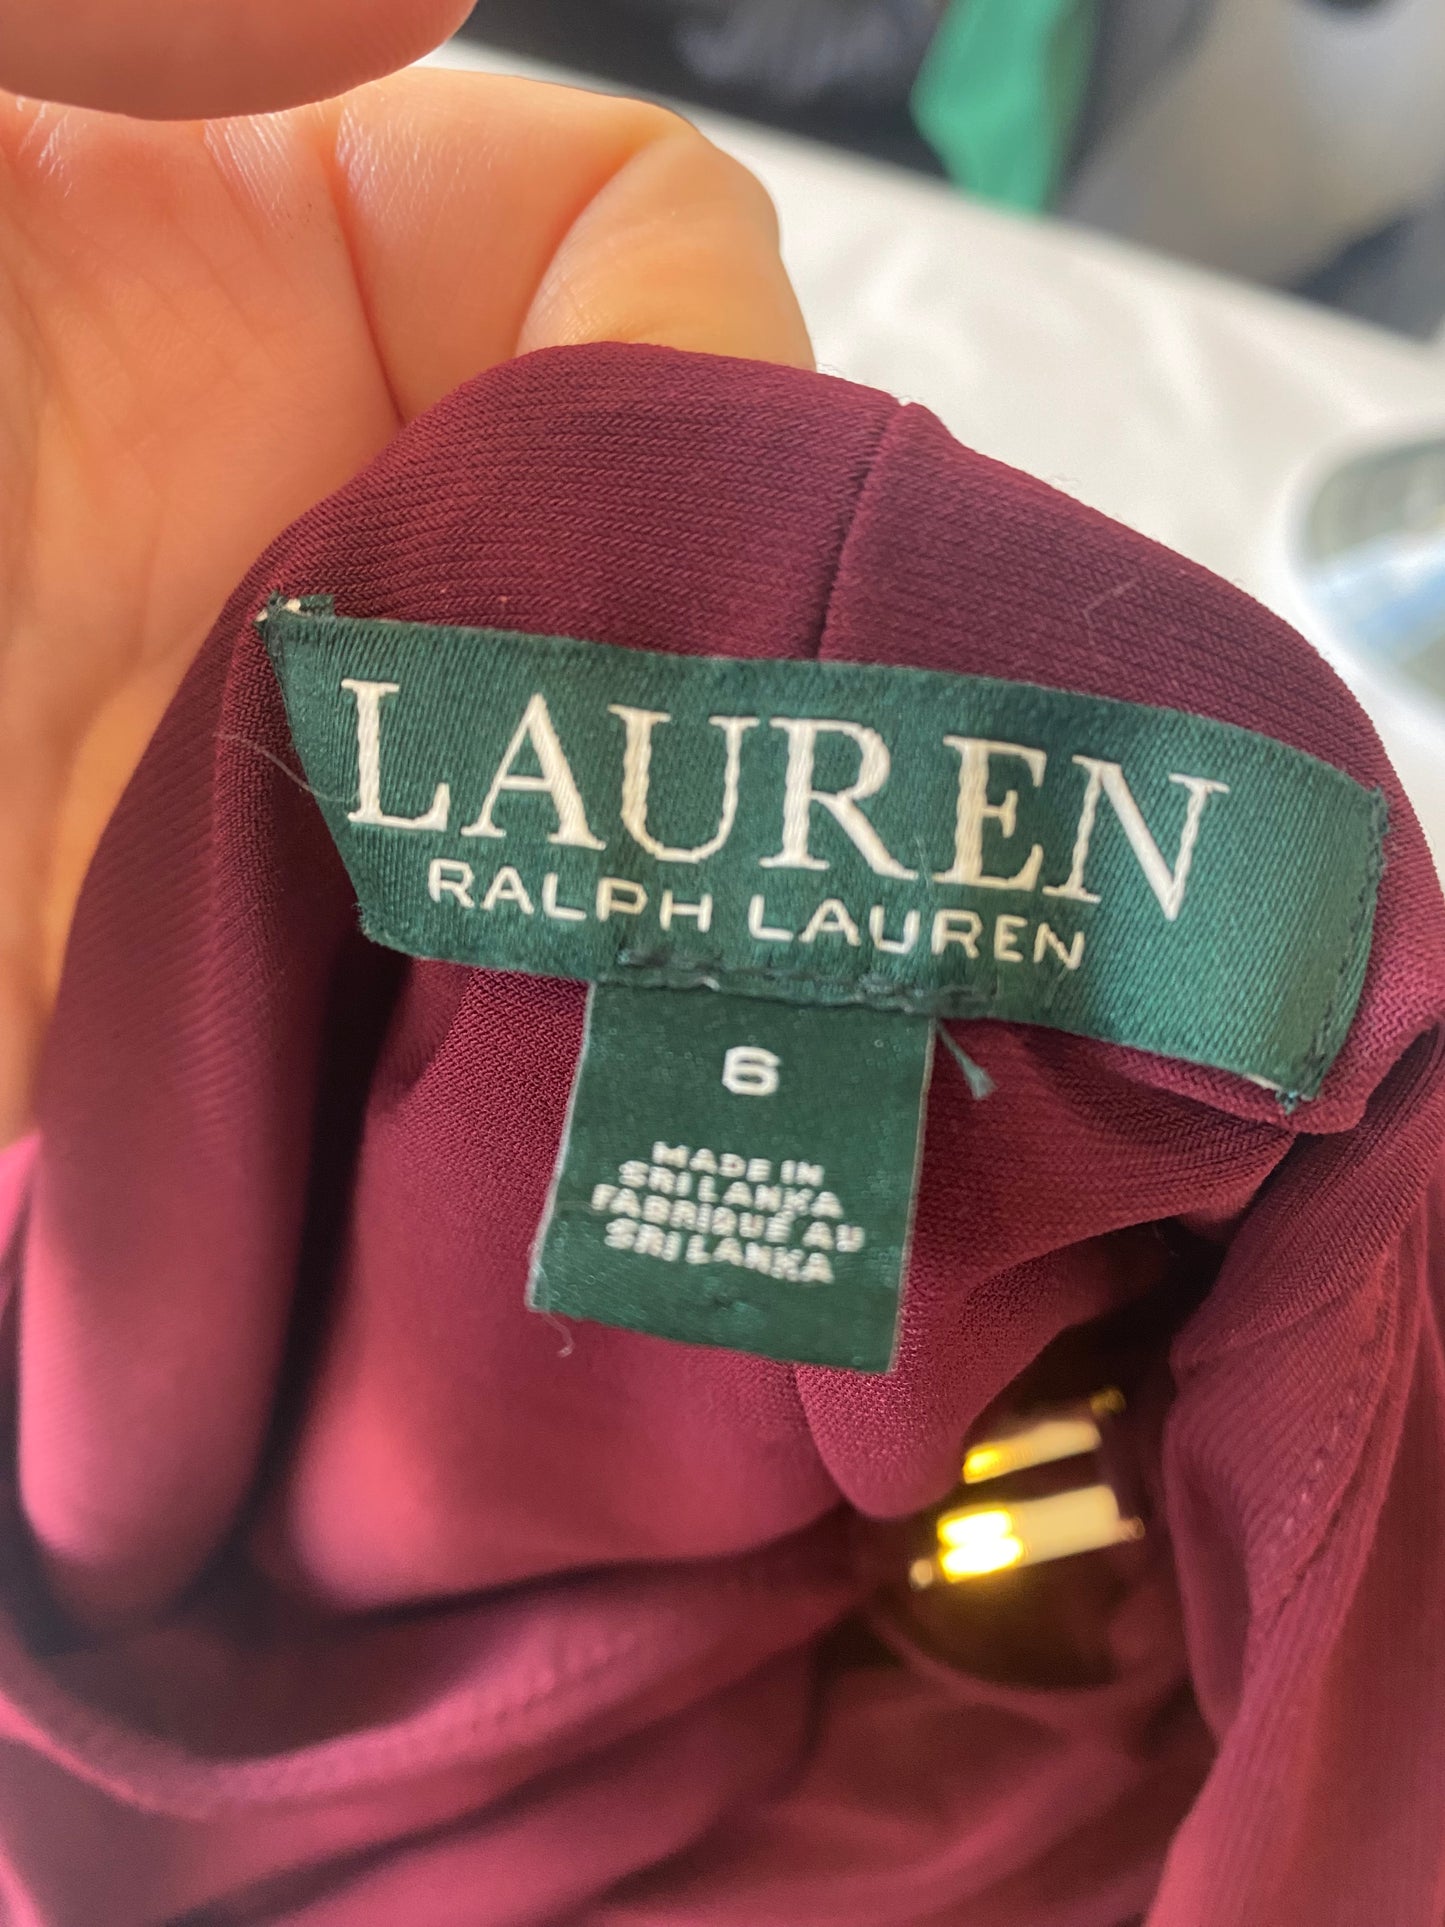 LAUREN
RALPH LAUREN
6
MADE IN
SRI LANKA
FABRIQUÉ AU
SRI LANKA